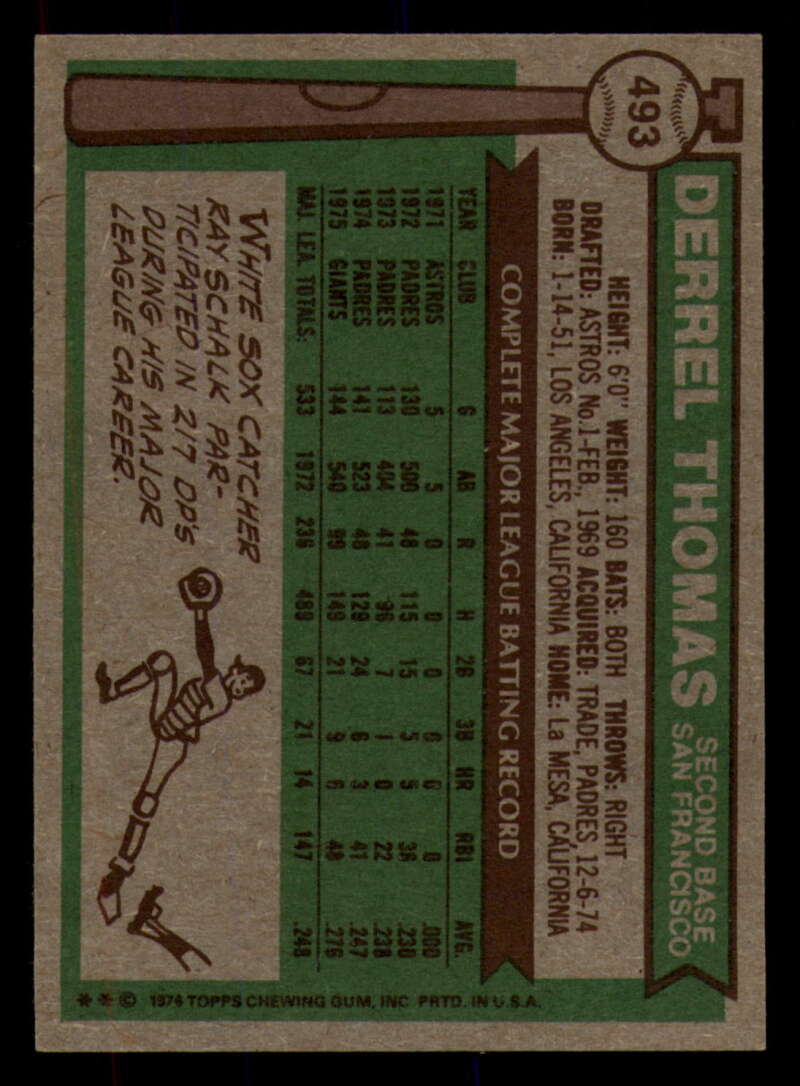 493
DERREL THOMAS
SECOND BASE
SAN FRANCISCO
HEIGHT: 6'0" WEIGHT: 160 BATS: BOTH THROWS: RIGHT
DRAFTED: ASTROS No.1-FEB., 1969 ACQUIRED: TRADE, PADRES, 12-6-74
BORN: 1-14-51, LOS ANGELES, CALIFORNIA HOME: La MESA, CALIFORNIA
COMPLETE MAJOR LEAGUE BATTING RECORD
YEAR CLUB G AB R H 2B 3B HR RBI AVG.
1971 ASTROS 5 5 0 0 0 0 0 0 .000
1972 PADRES 130 500 48 115 15 5 5 36 .230
1973 PADRES 113 404 41 96 7 1 0 22 .238
1974 PADRES 141 523 48 129 24 6 3 41 .247
1975 GIANTS 144 540 99 149 21 9 6 48 .276
MAJ. LEA. TOTALS: 533 1972 236 489 67 21 14 147 .248
WHITE SOX CATCHER
RAY SCHALK PAR-
TICIPATED IN 217 DP'S
DURING HIS MAJOR
LEAGUE CAREER.
* * © 1976 TOPPS CHEWING GUM, INC. PRTD. IN U.S.A.